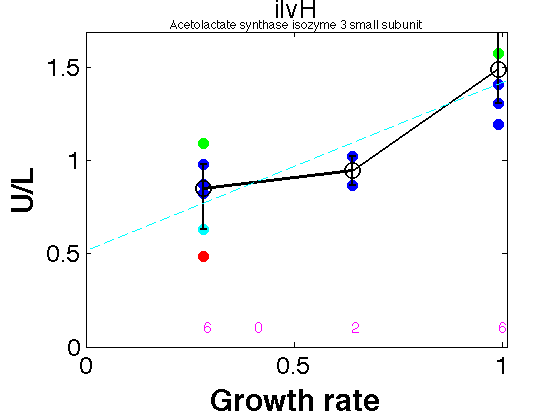 ilvH
Acetolactate synthase isozyme 3 small subunit
U/L
1.5
1
0.5
0
6 0 2 6
0 0.5 1
Growth rate